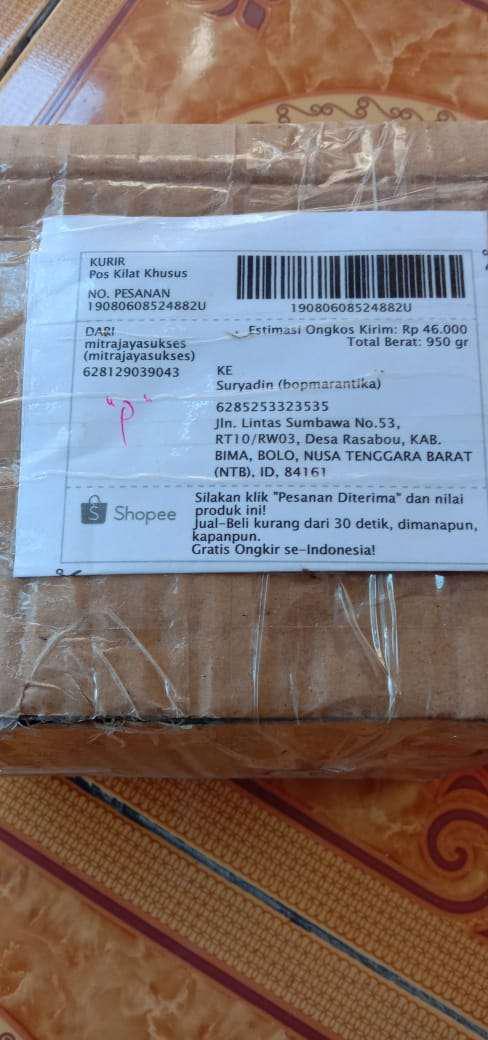 KURIR
Pos Kilat Khusus
NO. PESANAN
19080608524882U
19080608524882U
DARI
mitrajayasukses
(mitrajayasukses)
628129039043
Estimasi Ongkos Kirim: Rp 46.000
Total Berat: 950 gr
KE
Suryadin (bopmarantika)
6285253323535
Jln. Lintas Sumbawa No.53,
RT10/RW03, Desa Rasabou, KAB.
BIMA, BOLO, NUSA TENGGARA BARAT
(NTB), ID, 84161
"p"
Shopee
Silakan klik "Pesanan Diterima" dan nilai
produk ini!
Jual-Beli kurang dari 30 detik, dimanapun,
kapanpun.
Gratis Ongkir se-Indonesia!